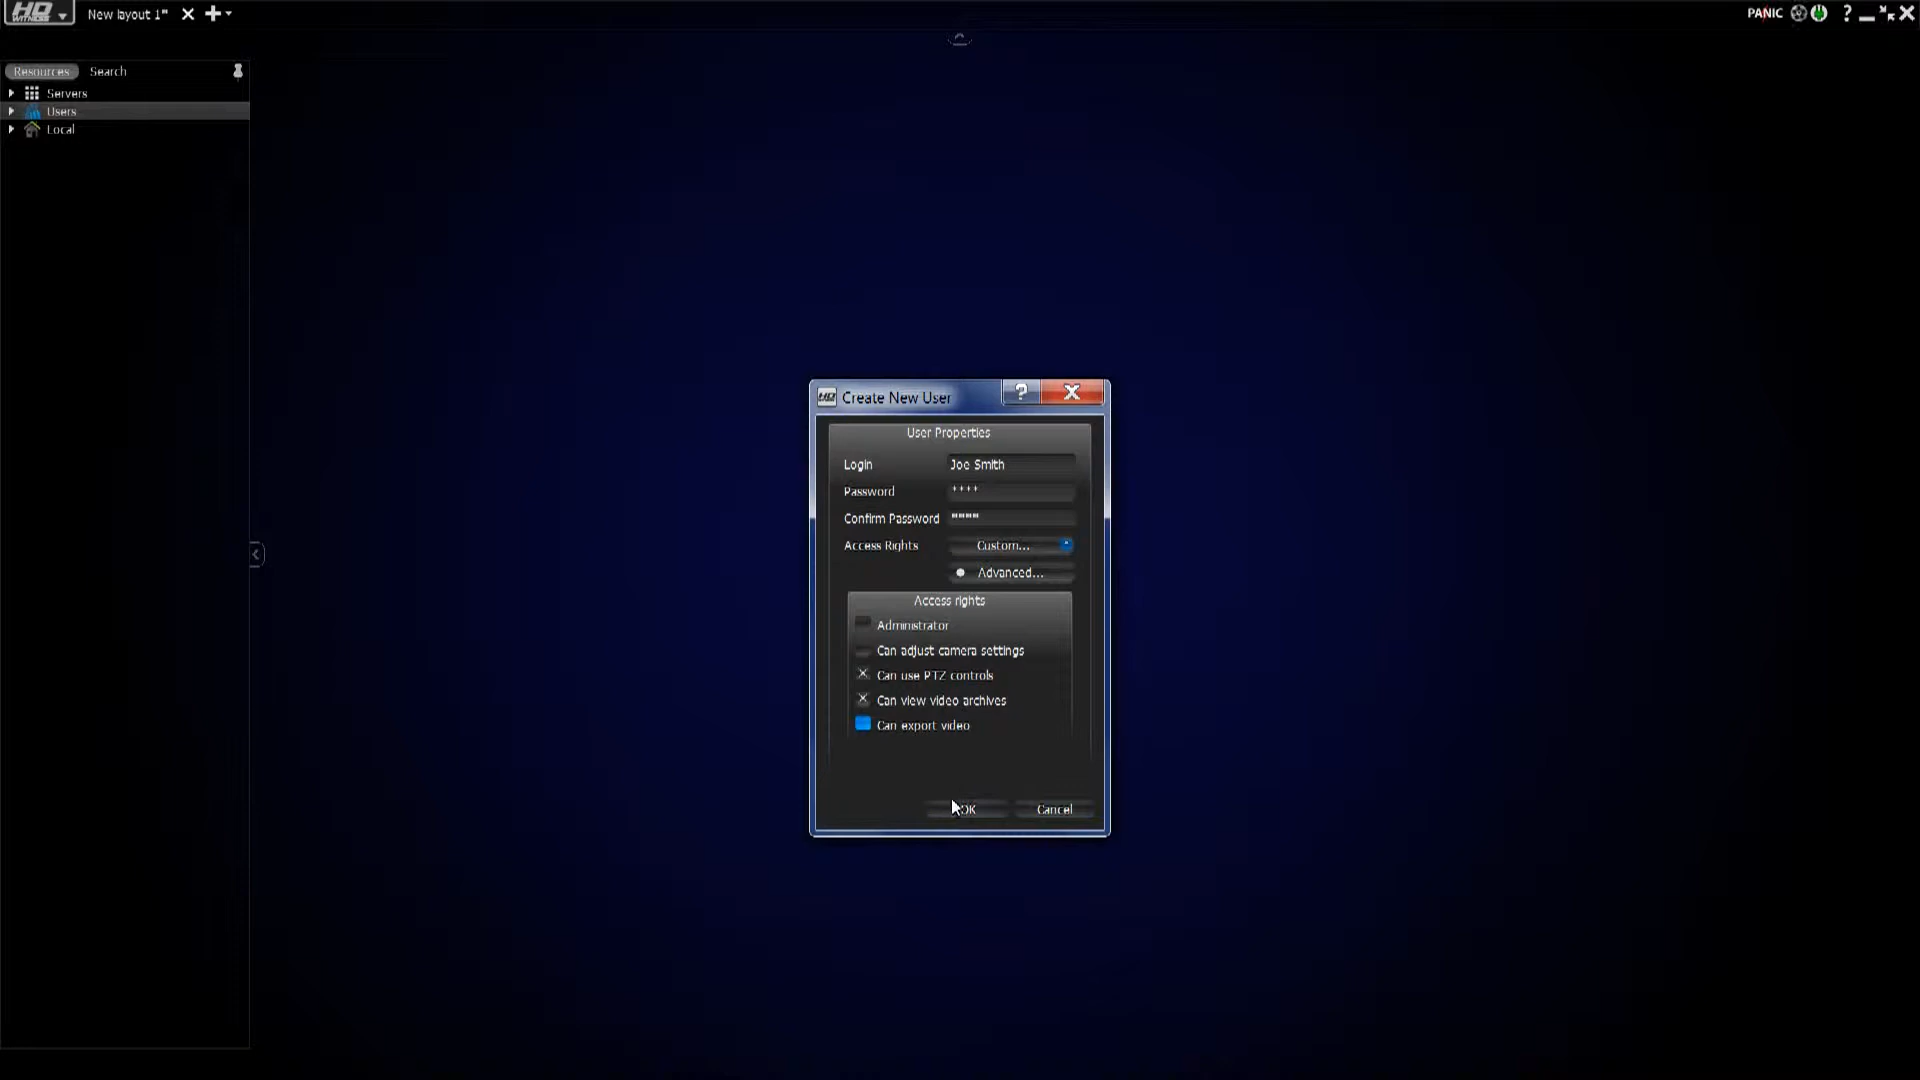 HD WITNESS
New layout 1*
PANIC
?
Resources Search
Servers
Users
Local
Create New User
?
User Properties
Login Joe Smith
Password ****
Confirm Password ****
Access Rights Custom...
Advanced...
Access rights
Administrator
Can adjust camera settings
Can use PTZ controls
Can view video archives
Can export video
OK Cancel